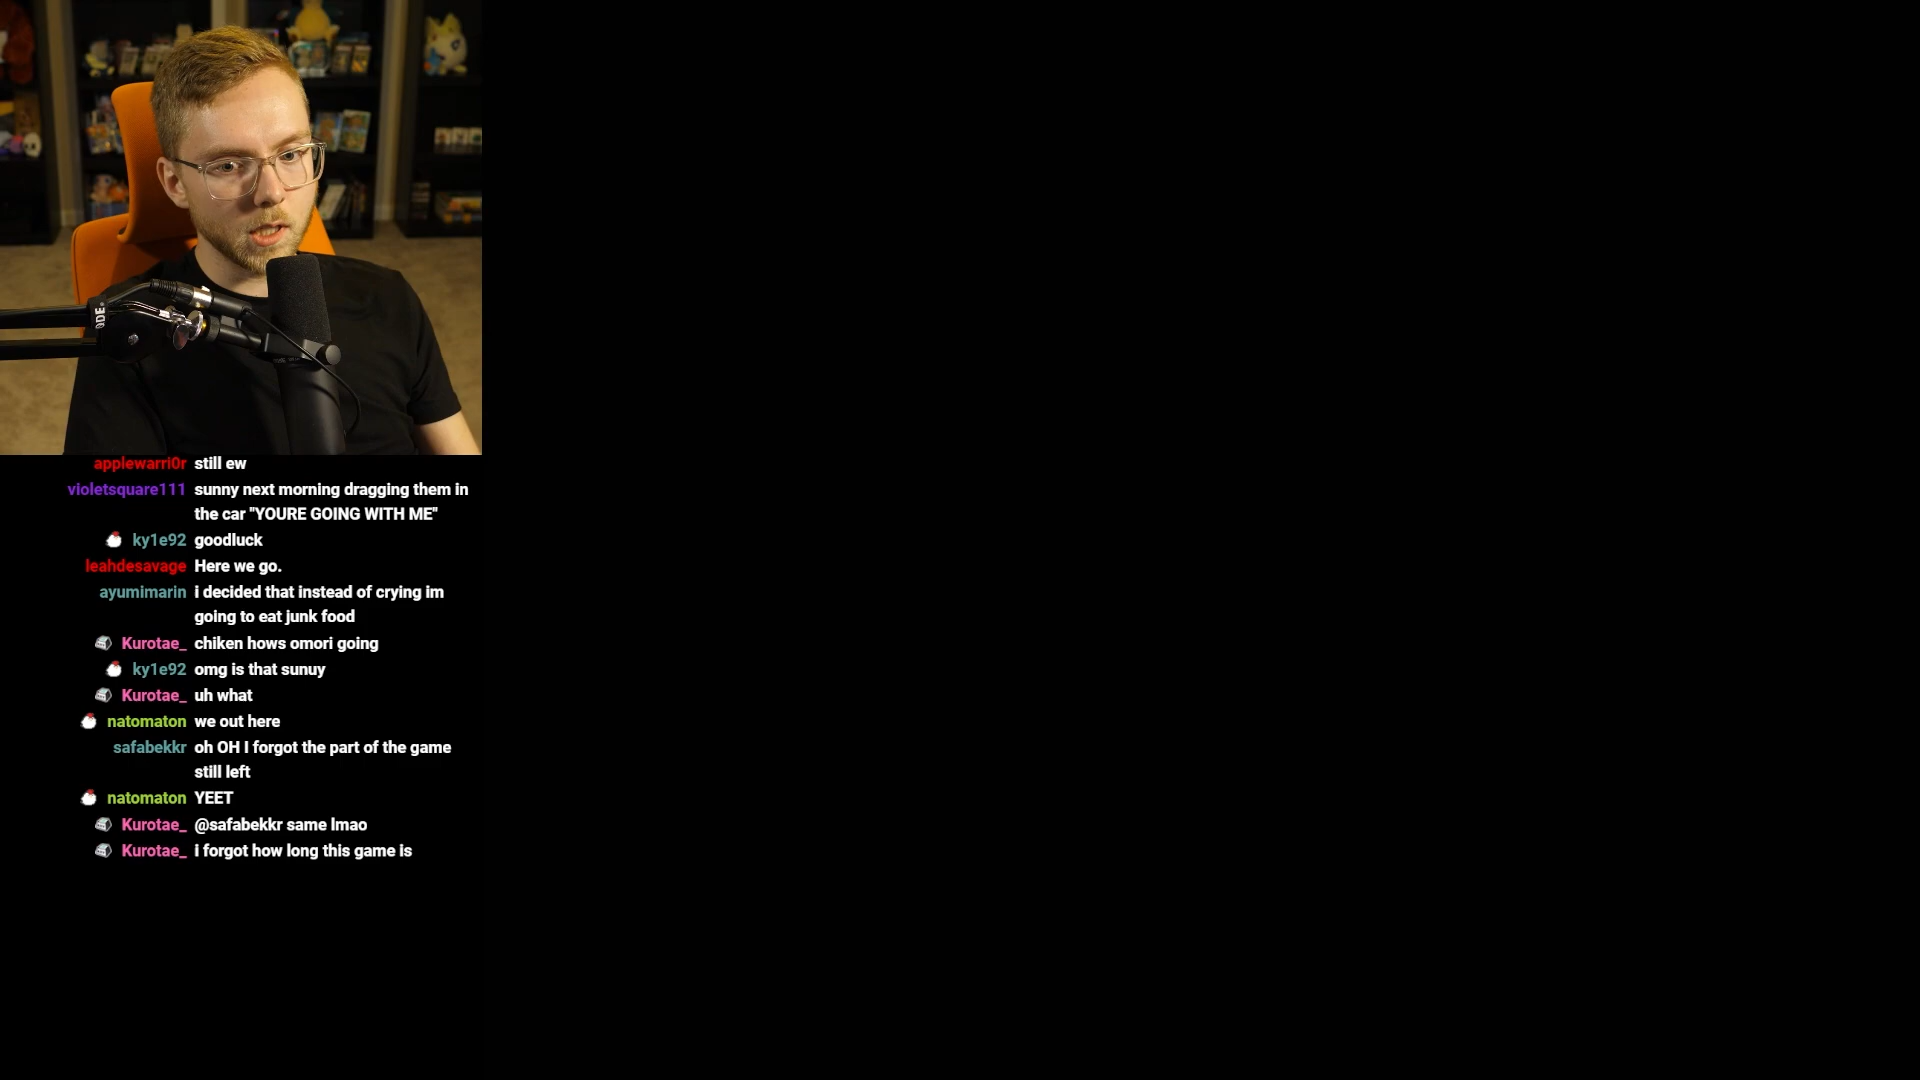 ODE.
applewarri0r still ew
violetsquare111 sunny next morning dragging them in
the car "YOURE GOING WITH ME"
ky1e92 goodluck
leahdesavage Here we go.
ayumimarin i decided that instead of crying im
going to eat junk food
Kurotae_ chiken hows omori going
ky1e92 omg is that sunuy
Kurotae_ uh what
natomaton we out here
safabekkr oh OH I forgot the part of the game
still left
natomaton YEET
Kurotae_ @safabekkr same lmao
Kurotae_ i forgot how long this game is